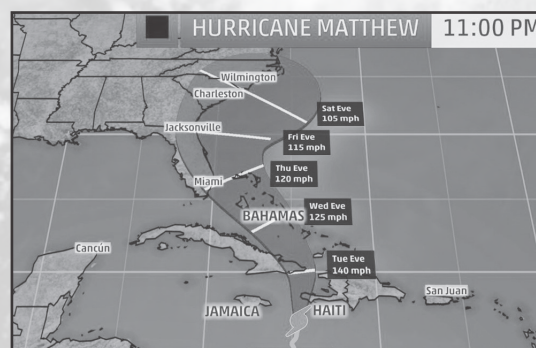 HURRICANE MATTHEW
11:00 PM
Wilmington
Charleston
Sat Eve
105 mph
Jacksonville
Fri Eve
115 mph
Thu Eve
120 mph
Miami
Wed Eve
125 mph
BAHAMAS
Cancún
Tue Eve
140 mph
San Juan
JAMAICA
HAITI